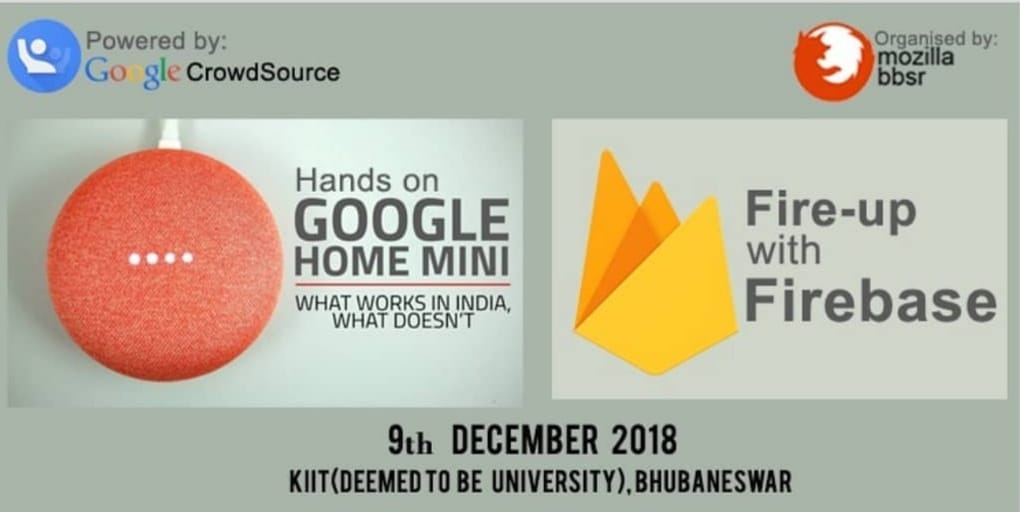 Powered by:
Google CrowdSource
Organised by:
mozilla
bbsr
Hands on
GOOGLE
HOME MINI
WHAT WORKS IN INDIA,
WHAT DOESN'T
Fire-up
with
Firebase
9th DECEMBER 2018
KIIT(DEEMED TO BE UNIVERSITY), BHUBANESWAR